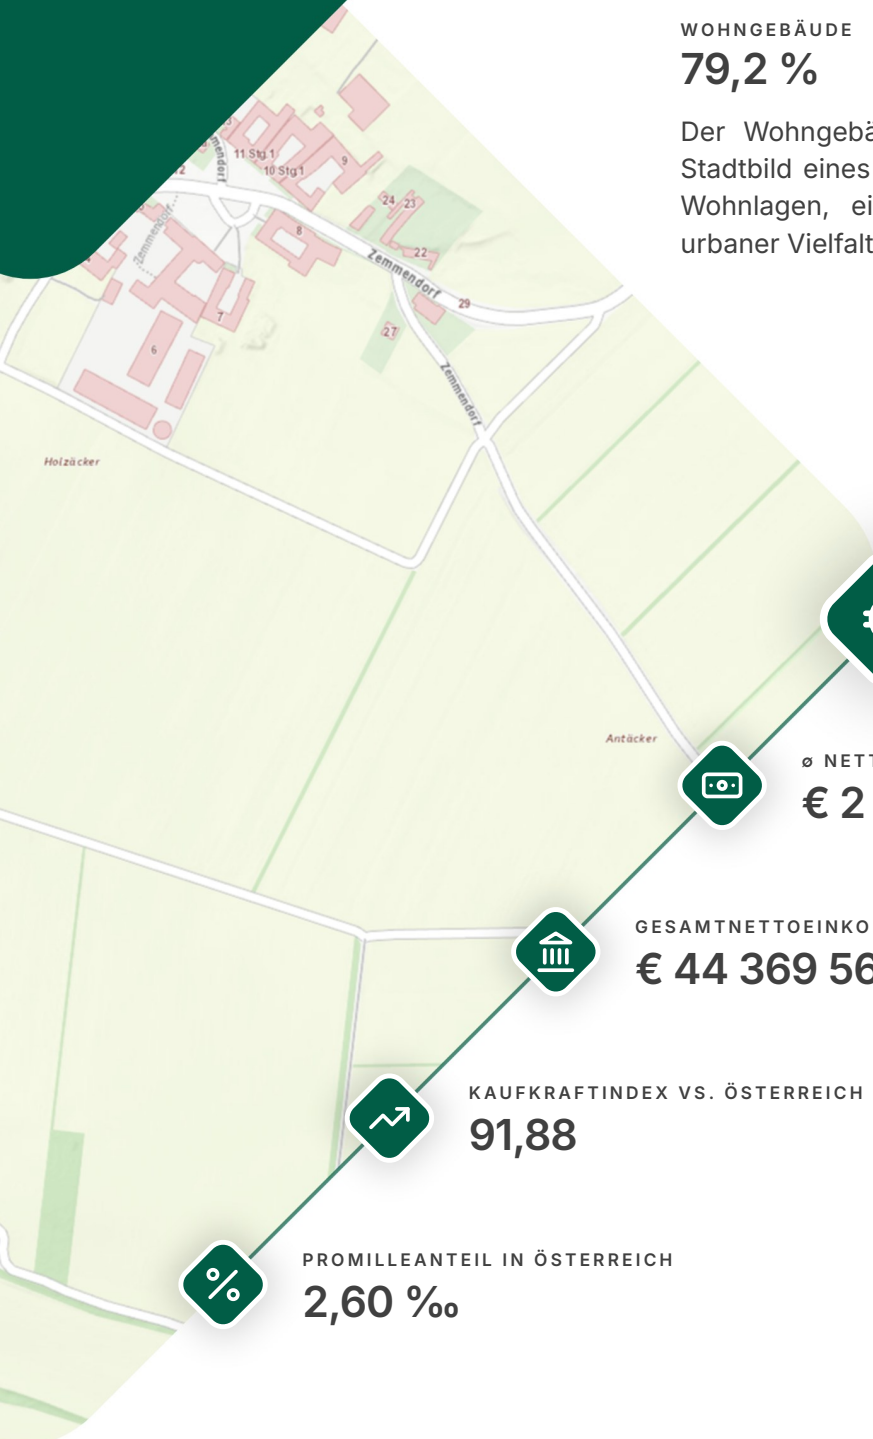 WOHNGEBÄUDE
79,2 %
Der Wohngebä
Stadtbild eines
Wohnlagen, ei
urbaner Vielfalt
mmendorf
11 Stg.1
10 Stg.1
9
2
Zemmendorf
24
23
8
22
Zemmendorf
29
7
27
6
Zemmendorf
Holzäcker
Antäcker
ø NETT
€ 2
GESAMTNETTOEINKO
€ 44 369 56
KAUFKRAFTINDEX VS. ÖSTERREICH
91,88
PROMILLEANTEIL IN ÖSTERREICH
2,60 ‰